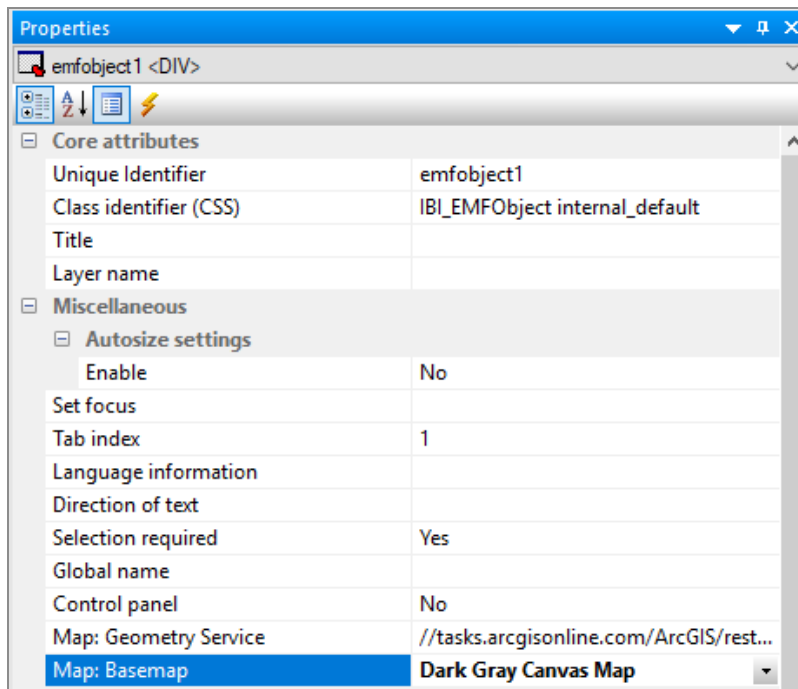 Properties
emfobject1 <DIV>
Core attributes
Unique Identifier emfobject1
Class identifier (CSS) IBI_EMFObject internal_default
Title
Layer name
Miscellaneous
Autosize settings
Enable No
Set focus
Tab index 1
Language information
Direction of text
Selection required Yes
Global name
Control panel No
Map: Geometry Service //tasks.arcgisonline.com/ArcGIS/rest...
Map: Basemap Dark Gray Canvas Map